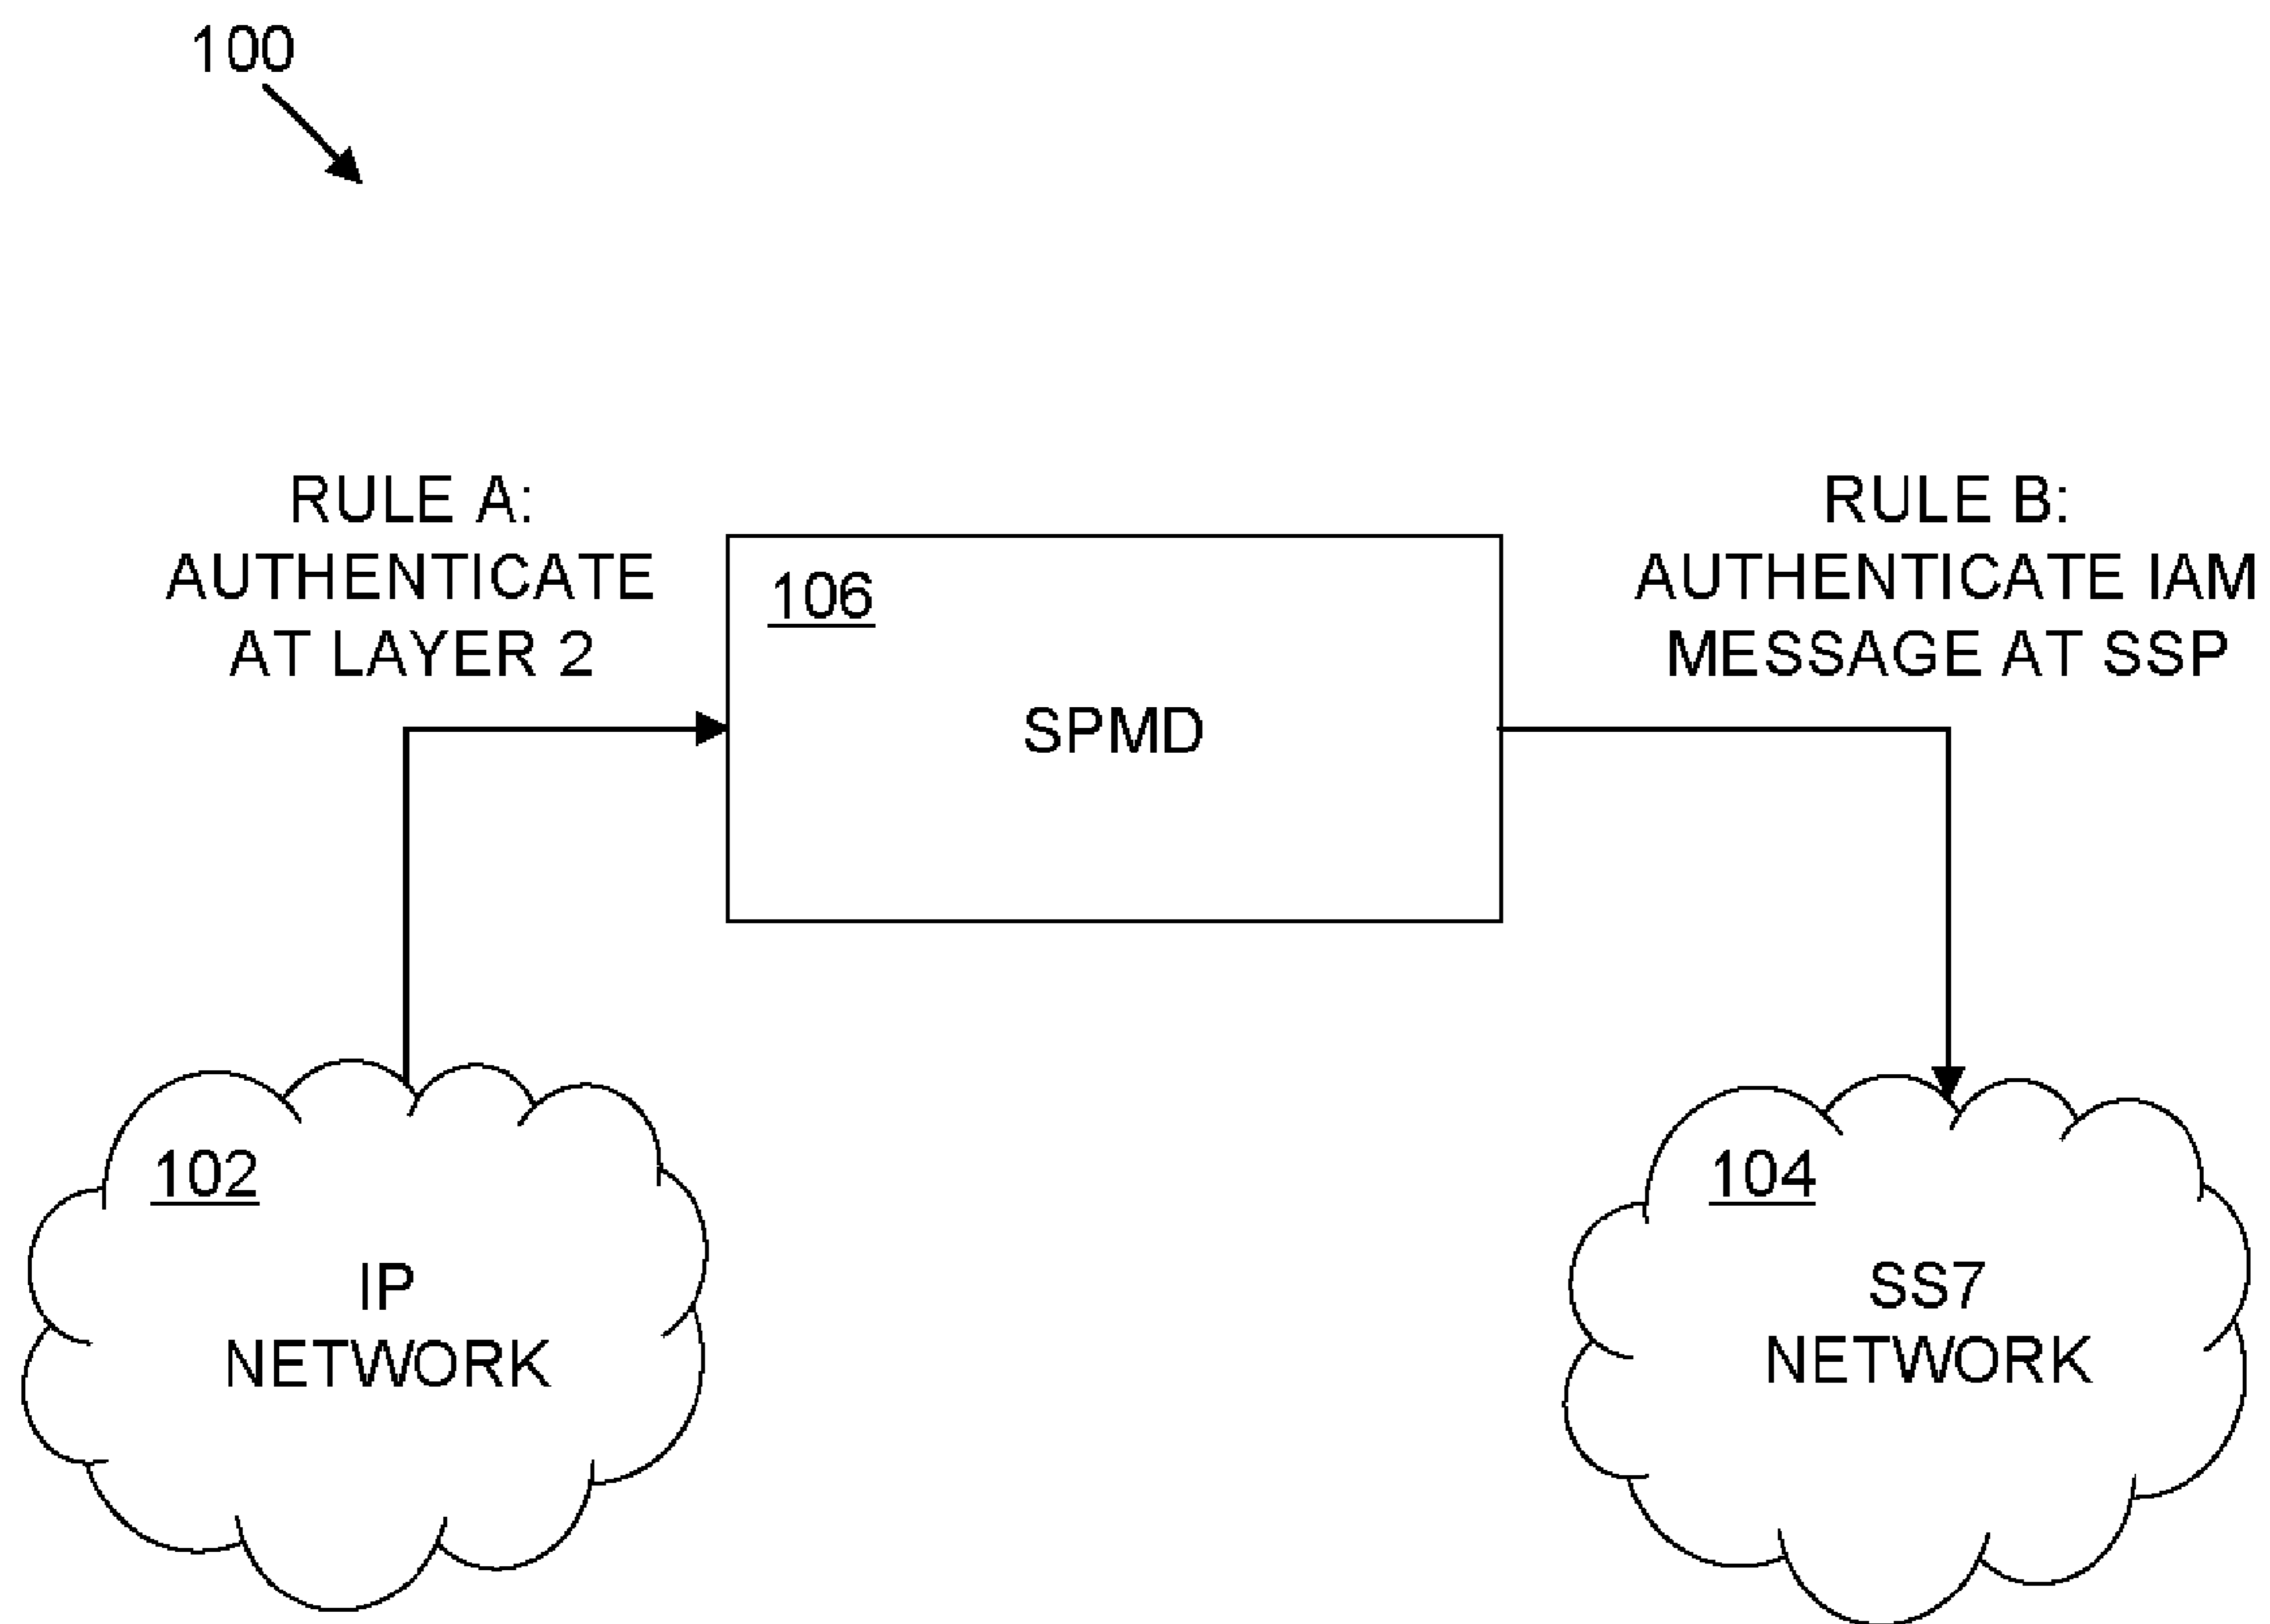 100
RULE A:
AUTHENTICATE
AT LAYER 2
RULE B:
AUTHENTICATE IAM
MESSAGE AT SSP
106
SPMD
102
IP
NETWORK
104
SS7
NETWORK